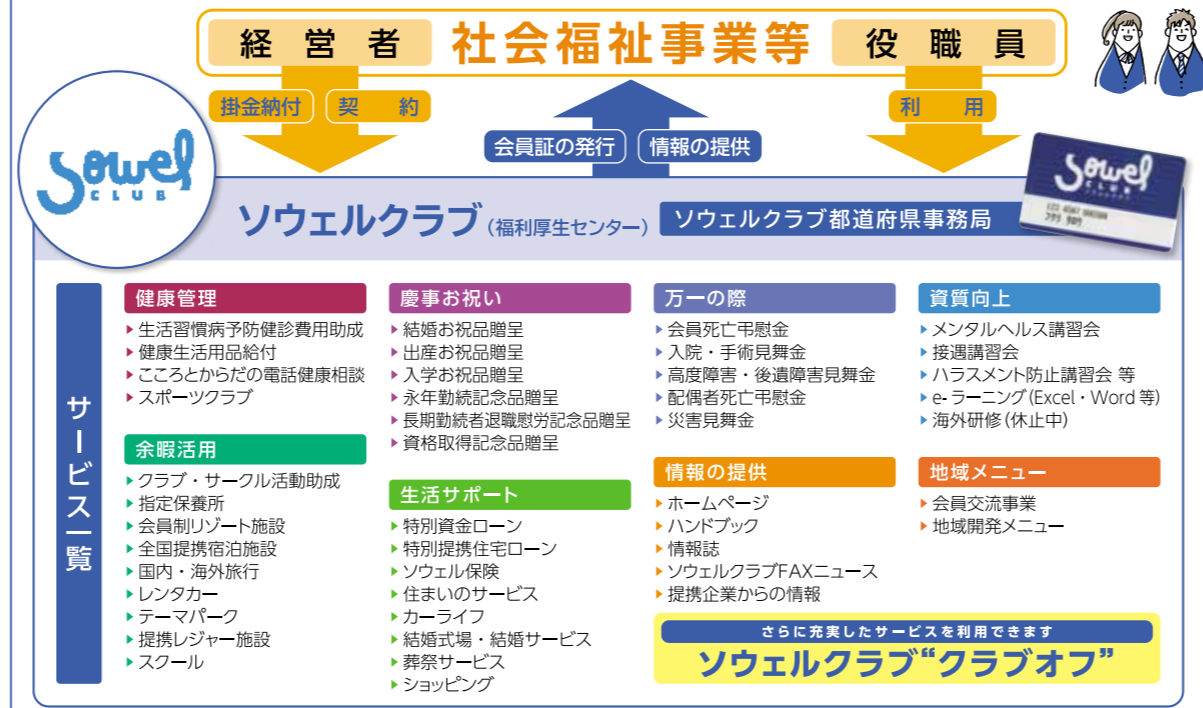 経営者 社会福祉事業等 役職員
掛金納付 契約
利用
会員証の発行 情報の提供
Sowel
CLUB
Sowel
CLUB
ソウェルクラブ（福利厚生センター） ソウェルクラブ都道府県事務局
サービス一覧
健康管理
生活習慣病予防健診費用助成
健康生活用品給付
こころとからだの電話健康相談
スポーツクラブ
余暇活用
クラブ・サークル活動助成
指定保養所
会員制リゾート施設
全国提携宿泊施設
国内・海外旅行
レンタカー
テーマパーク
提携レジャー施設
スクール
慶事お祝い
結婚お祝品贈呈
出産お祝品贈呈
入学お祝品贈呈
永年勤続記念品贈呈
長期勤続者退職慰労記念品贈呈
資格取得記念品贈呈
生活サポート
特別資金ローン
特別提携住宅ローン
ソウェル保険
住まいのサービス
カーライフ
結婚式場・結婚サービス
葬祭サービス
ショッピング
万一の際
会員死亡弔慰金
入院・手術見舞金
高度障害・後遺障害見舞金
配偶者死亡弔慰金
災害見舞金
情報の提供
ホームページ
ハンドブック
情報誌
ソウェルクラブFAXニュース
提携企業からの情報
資質向上
メンタルヘルス講習会
接遇講習会
ハラスメント防止講習会 等
e-ラーニング（Excel・Word 等）
海外研修（休止中）
地域メニュー
会員交流事業
地域開発メニュー
さらに充実したサービスを利用できます
ソウェルクラブ“クラブオフ”